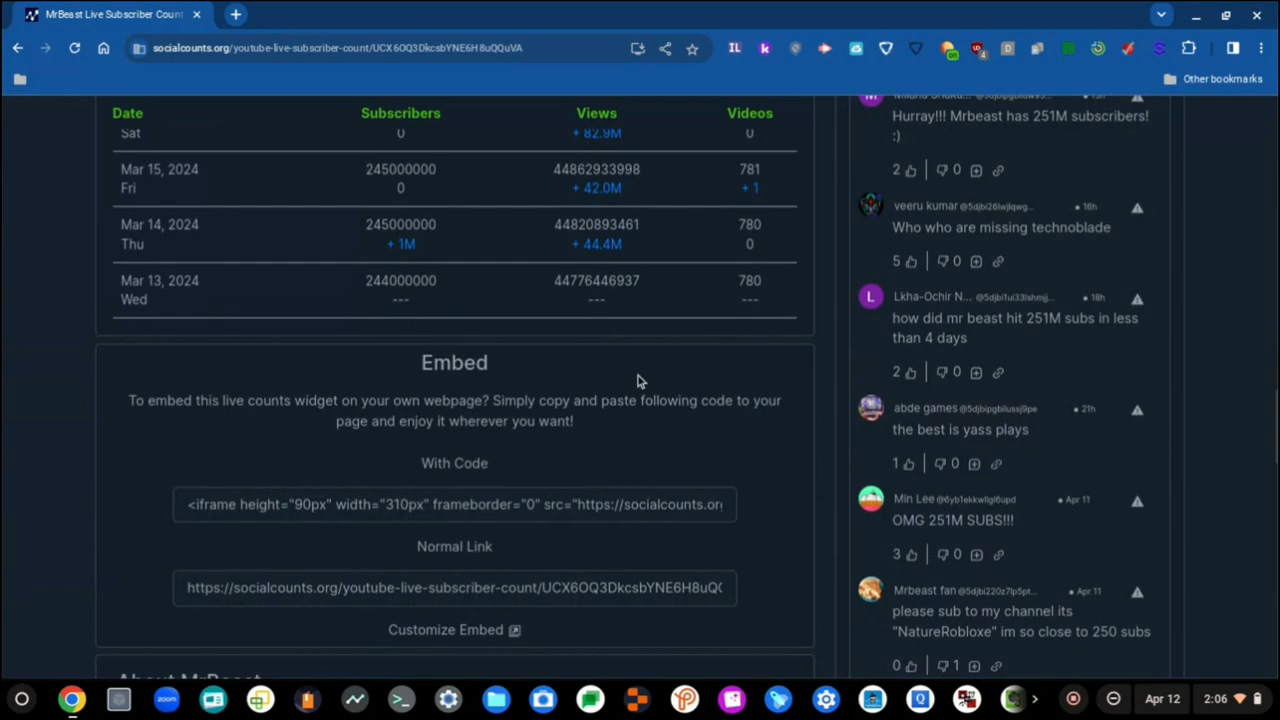 MrBeast Live Subscriber Count
socialcounts.org/youtube-live-subscriber-count/UCX6OQ3DkcsbYNE6H8uQQuVA
Other bookmarks
Date Subscribers Views Videos
Sat 0 + 82.9M 0
Mar 15, 2024 245000000 44862933998 781
Fri 0 + 42.0M + 1
Mar 14, 2024 245000000 44820893461 780
Thu + 1M + 44.4M 0
Mar 13, 2024 244000000 44776446937 780
Wed --- --- ---
Embed
To embed this live counts widget on your own webpage? Simply copy and paste following code to your
page and enjoy it wherever you want!
With Code
<iframe height="90px" width="310px" frameborder="0" src="https://socialcounts.org
Normal Link
https://socialcounts.org/youtube-live-subscriber-count/UCX6OQ3DkcsbYNE6H8uQ
Customize Embed
About MrBeast
Hurray!!! Mrbeast has 251M subscribers!
:)
2 0
veeru kumar 16h
Who who are missing technoblade
5 0
L
Lkha-Ochir N... 18h
how did mr beast hit 251M subs in less
than 4 days
2 0
abde games 21h
the best is yass plays
1 0
Min Lee • Apr 11
OMG 251M SUBS!!!
3 0
Mrbeast fan • Apr 11
please sub to my channel its
"NatureRobloxe" im so close to 250 subs
0 1
zoom
Apr 12 2:06